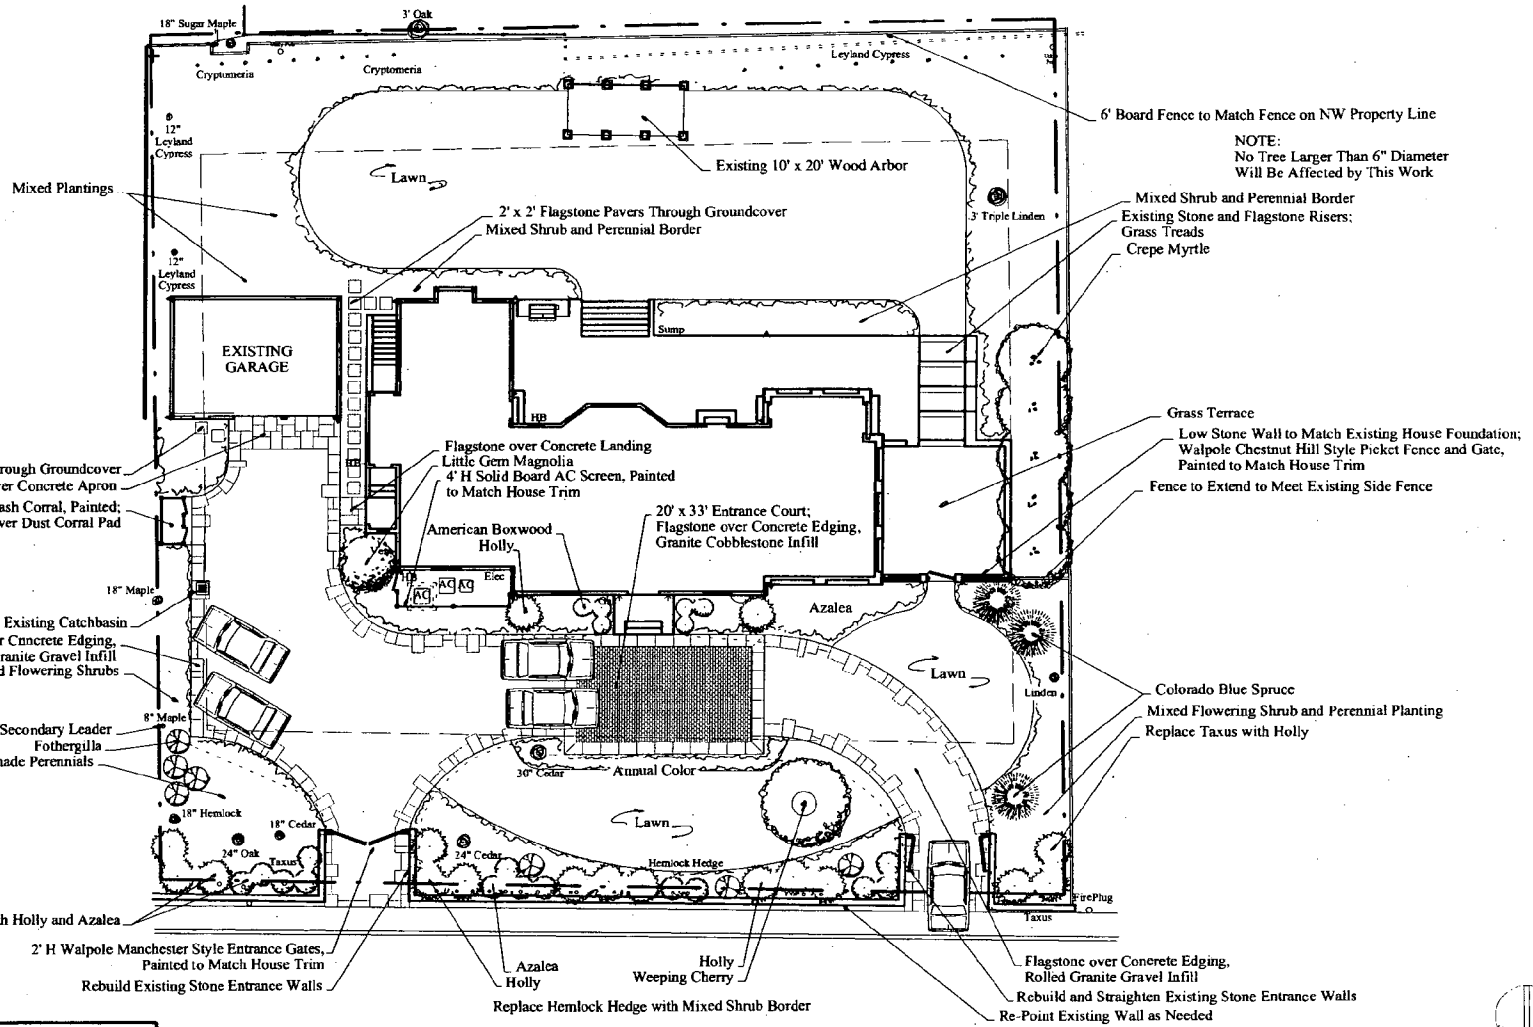 18" Sugar Maple
3' Oak
Cryptomeria
Cryptomeria
Leyland Cypress
6' Board Fence to Match Fence on NW Property Line
NOTE:
No Tree Larger Than 6" Diameter
Will Be Affected by This Work
12"
Leyland
Cypress
Existing 10' x 20' Wood Arbor
Lawn
Mixed Plantings
2' x 2' Flagstone Pavers Through Groundcover
Mixed Shrub and Perennial Border
3' Triple Linden
Mixed Shrub and Perennial Border
Existing Stone and Flagstone Risers;
Grass Treads
Crepe Myrtle
12"
Leyland
Cypress
Sump
EXISTING
GARAGE
HB
Grass Terrace
Low Stone Wall to Match Existing House Foundation;
Walpole Chestnut Hill Style Picket Fence and Gate,
Painted to Match House Trim
Fence to Extend to Meet Existing Side Fence
Flagstone over Concrete Landing
Little Gem Magnolia
4' H Solid Board AC Screen, Painted
to Match House Trim
HB
rough Groundcover
er Concrete Apron
ash Corral, Painted;
ver Dust Corral Pad
20' x 33' Entrance Court;
Flagstone over Concrete Edging,
Granite Cobblestone Infill
American Boxwood
Holly
HB
Elec
AC
AC
AC
18" Maple
Existing Catchbasin
r Cnncrete Edging,
ranite Gravel Infill
d Flowering Shrubs
Azalea
Lawn
Linden
Colorado Blue Spruce
Mixed Flowering Shrub and Perennial Planting
Replace Taxus with Holly
8" Maple
Secondary Leader
Fothergilla
hade Perennials
30" Cedar
Annual Color
Lawn
18" Hemlock
18" Cedar
24" Oak
Taxus
24" Cedar
Hemlock Hedge
FirePlug
Taxus
h Holly and Azalea
2' H Walpole Manchester Style Entrance Gates,
Painted to Match House Trim
Rebuild Existing Stone Entrance Walls
Azalea
Holly
Holly
Weeping Cherry
Replace Hemlock Hedge with Mixed Shrub Border
Flagstone over Concrete Edging,
Rolled Granite Gravel Infill
Rebuild and Straighten Existing Stone Entrance Walls
Re-Point Existing Wall as Needed